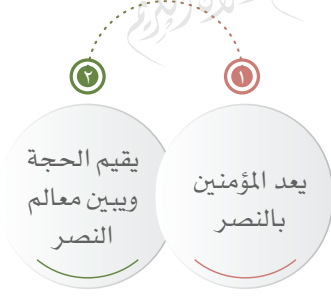 ١
يعد المؤمنين
بالنصر
٢
يقيم الحجة
ويبين معالم
النصر